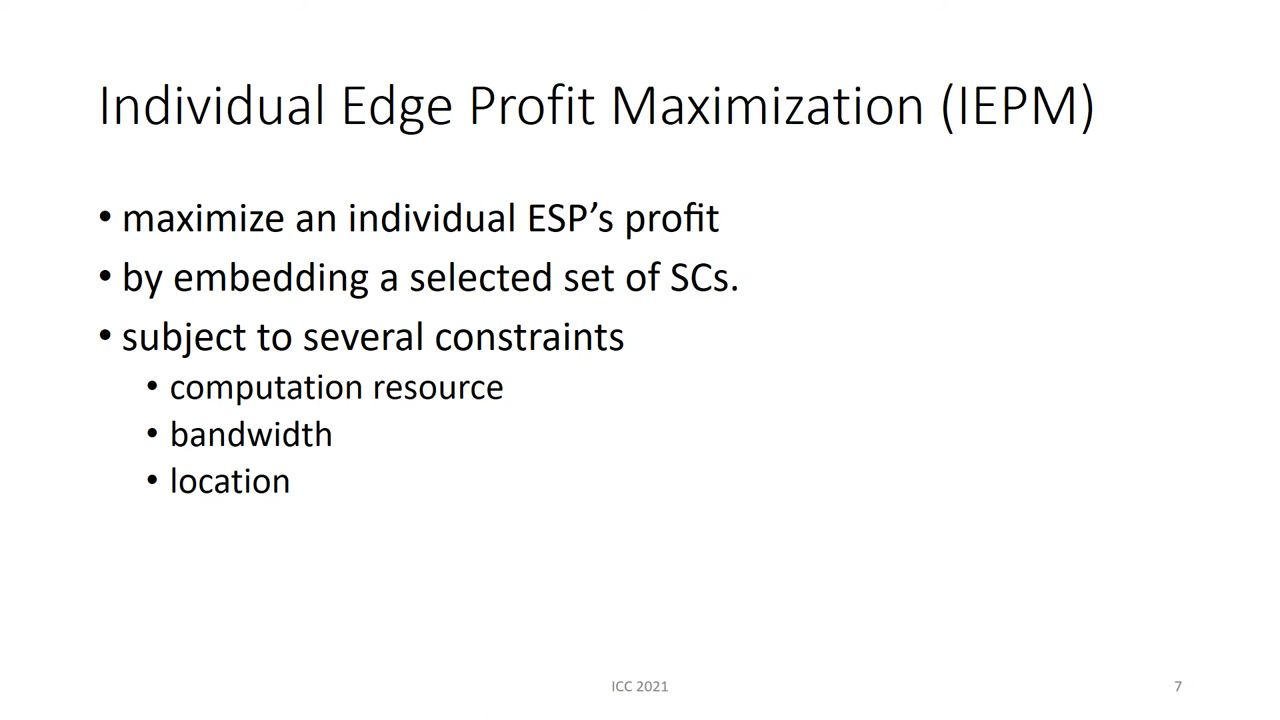 Individual Edge Profit Maximization (IEPM)
• maximize an individual ESP’s profit
• by embedding a selected set of SCs.
• subject to several constraints
• computation resource
• bandwidth
• location
ICC 2021
7